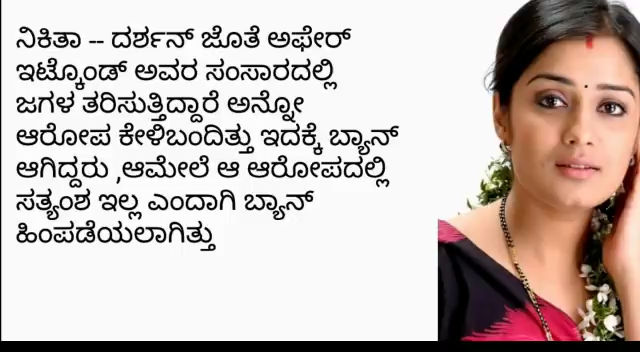 ನಿಕಿತಾ -- ದರ್ಶನ್ ಜೊತೆ ಅಫೇರ್
ಇಟ್ಕೊಂಡ್ ಅವರ ಸಂಸಾರದಲ್ಲಿ
ಜಗಳ ತರಿಸುತ್ತಿದ್ದಾರೆ ಅನ್ನೋ
ಆರೋಪ ಕೇಳಿಬಂದಿತ್ತು ಇದಕ್ಕೆ ಬ್ಯಾನ್
ಆಗಿದ್ದರು ,ಆಮೇಲೆ ಆ ಆರೋಪದಲ್ಲಿ
ಸತ್ಯಂಶ ಇಲ್ಲ ಎಂದಾಗಿ ಬ್ಯಾನ್
ಹಿಂಪಡೆಯಲಾಗಿತ್ತು